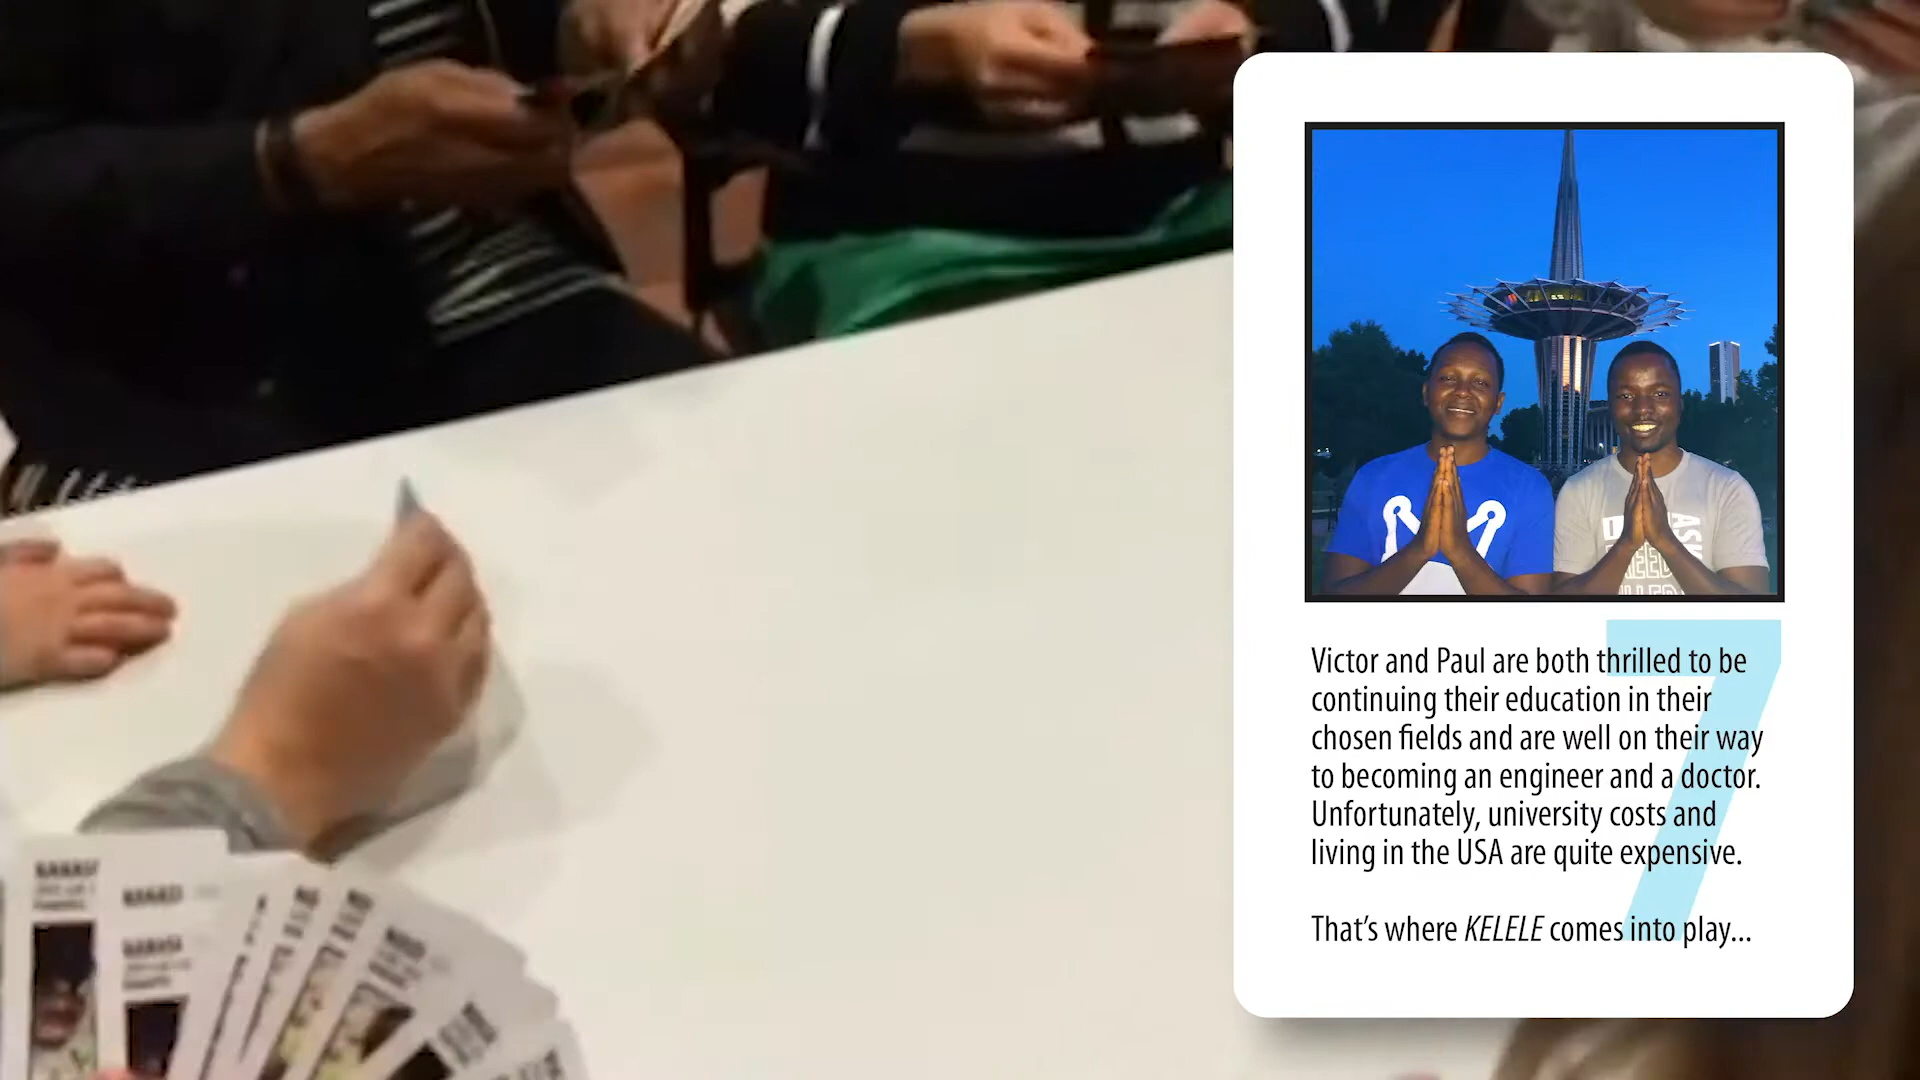 7
Victor and Paul are both thrilled to be
continuing their education in their
chosen fields and are well on their way
to becoming an engineer and a doctor.
Unfortunately, university costs and
living in the USA are quite expensive.
That's where KELELE comes into play...